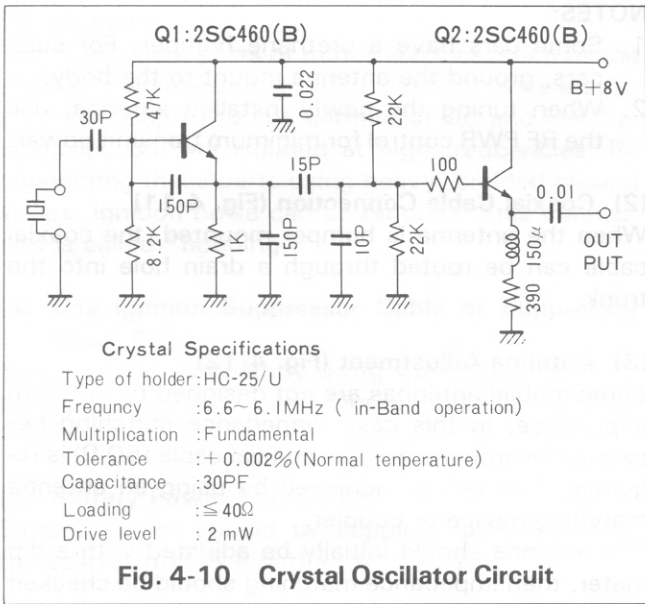 Q1:2SC460(B)
Q2:2SC460(B)
B+8V
47K
30P
0.022
22K
15P
100
150P
0.01
8.2K
1K
150P
10P
22K
150μ
390
OUT
PUT
Crystal Specifications
Type of holder:HC-25/U
Frequncy :6.6~6.1MHz ( "in-Band operation)
Multiplication :Fundamental
Tolerance :+0.002%(Normal tenperature)
Capacitance :30PF
Loading :≤40Ω
Drive level :2mW
Fig. 4-10 Crystal Oscillator Circuit